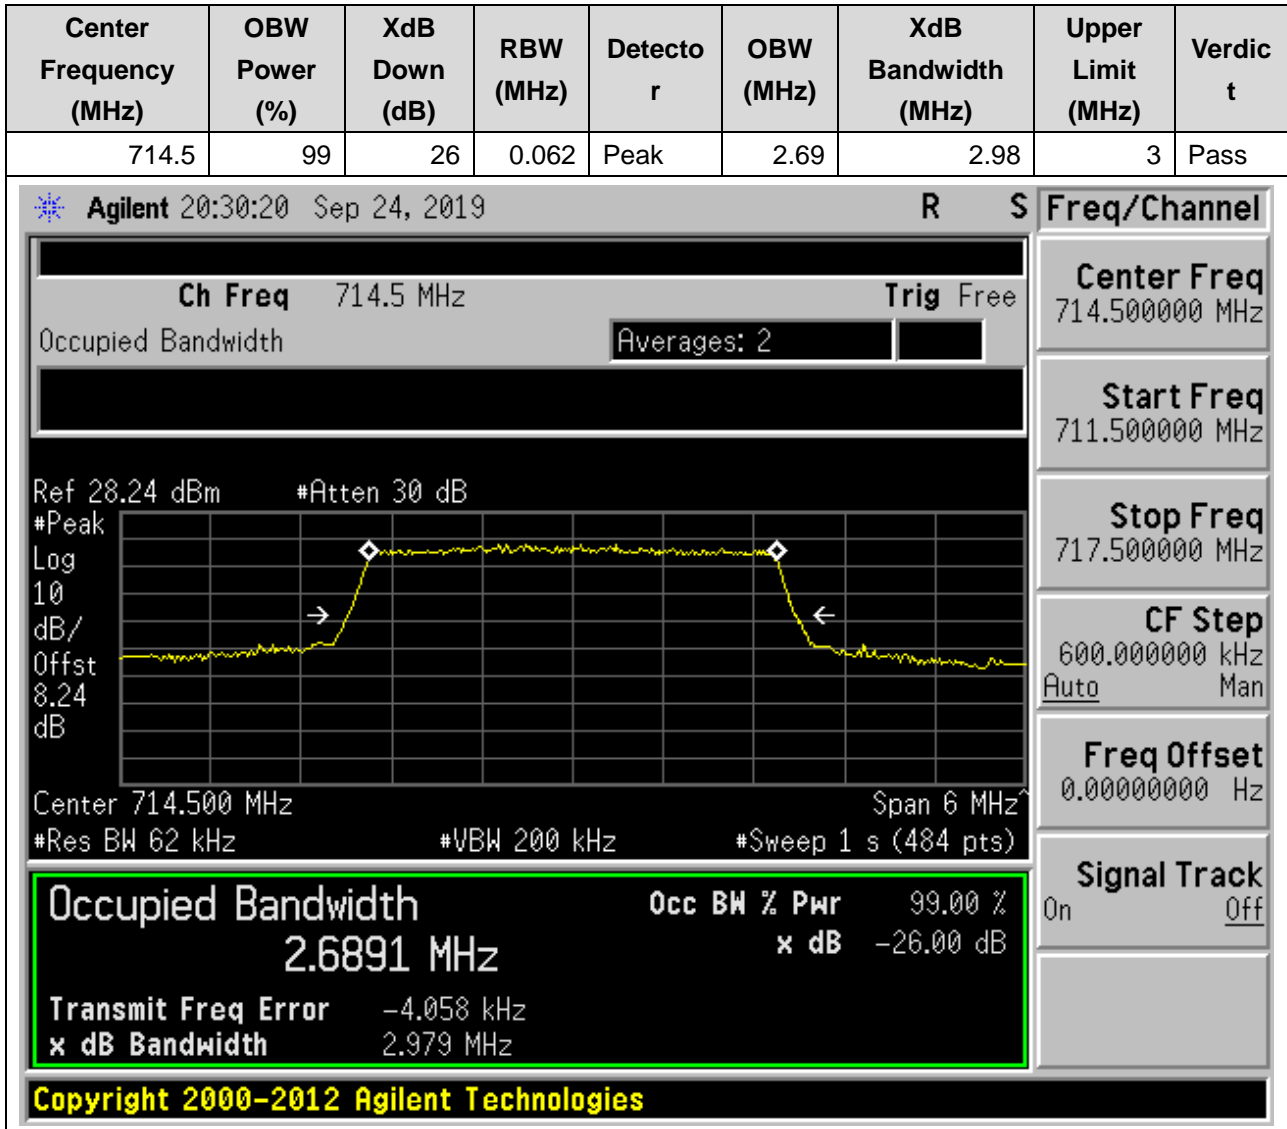 Center Frequency (MHz) OBW Power (%) XdB Down (dB) RBW (MHz) Detecto r OBW (MHz) XdB Bandwidth (MHz) Upper Limit (MHz) Verdic t
714.5 99 26 0.062 Peak 2.69 2.98 3 Pass
Agilent 20:30:20 Sep 24, 2019 R S
Ch Freq 714.5 MHz Trig Free
Occupied Bandwidth Averages: 2
Ref 28.24 dBm #Atten 30 dB
#Peak
Log
10
dB/
Offst
8.24
dB
Center 714.500 MHz Span 6 MHz^
#Res BW 62 kHz #VBW 200 kHz #Sweep 1 s (484 pts)
Occupied Bandwidth Occ BW % Pwr 99.00 %
2.6891 MHz x dB -26.00 dB
Transmit Freq Error -4.058 kHz
x dB Bandwidth 2.979 MHz
Copyright 2000-2012 Agilent Technologies
Freq/Channel
Center Freq
714.500000 MHz
Start Freq
711.500000 MHz
Stop Freq
717.500000 MHz
CF Step
600.000000 kHz
Auto Man
Freq Offset
0.00000000 Hz
Signal Track
On Off